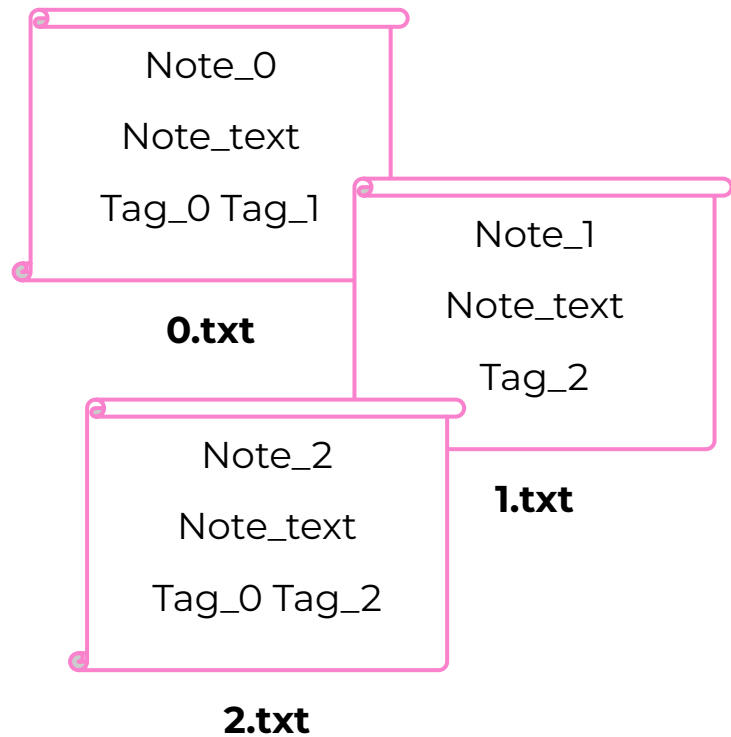 Note_0
Note_text
Tag_0 Tag_1
0.txt
Note_1
Note_text
Tag_2
1.txt
Note_2
Note_text
Tag_0 Tag_2
2.txt